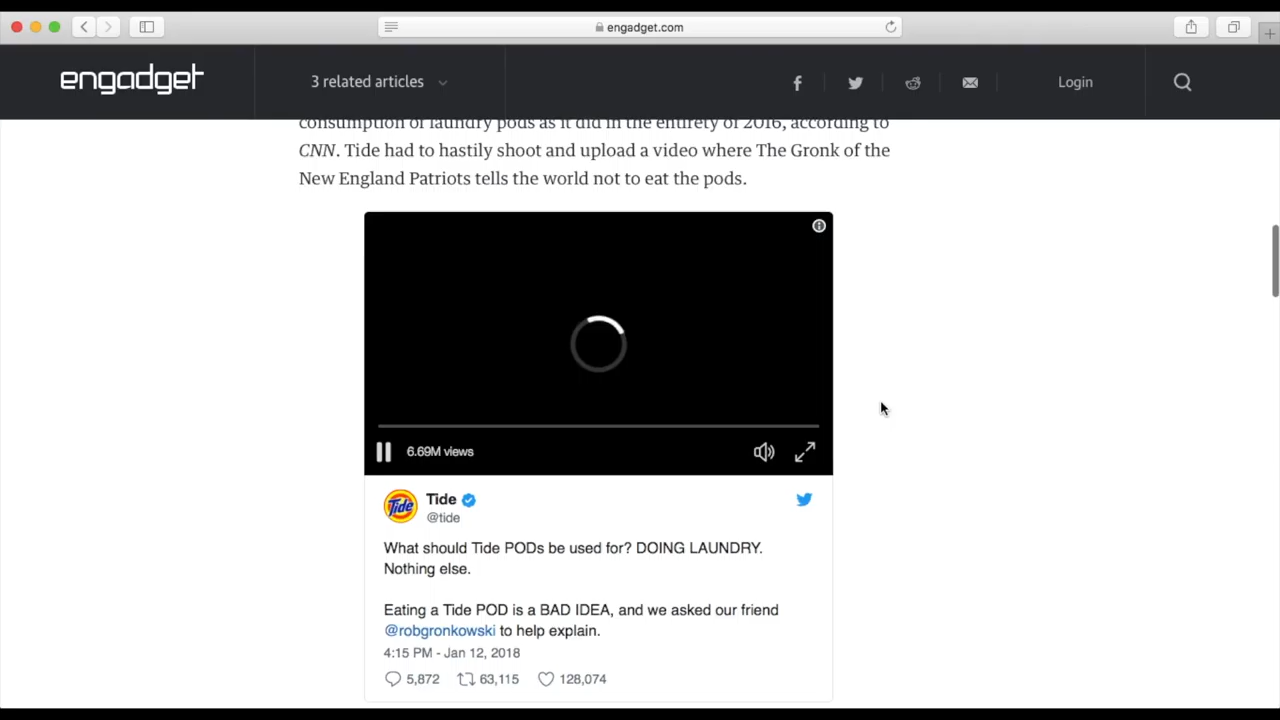 engadget.com
engadget
3 related articles
Login
consumption of laundry pods as it did in the entirety of 2016, according to
CNN. Tide had to hastily shoot and upload a video where The Gronk of the
New England Patriots tells the world not to eat the pods.
6.69M views
Tide
Tide
@tide
What should Tide PODs be used for? DOING LAUNDRY.
Nothing else.
Eating a Tide POD is a BAD IDEA, and we asked our friend
@robgronkowski to help explain.
4:15 PM - Jan 12, 2018
5,872 63,115 128,074